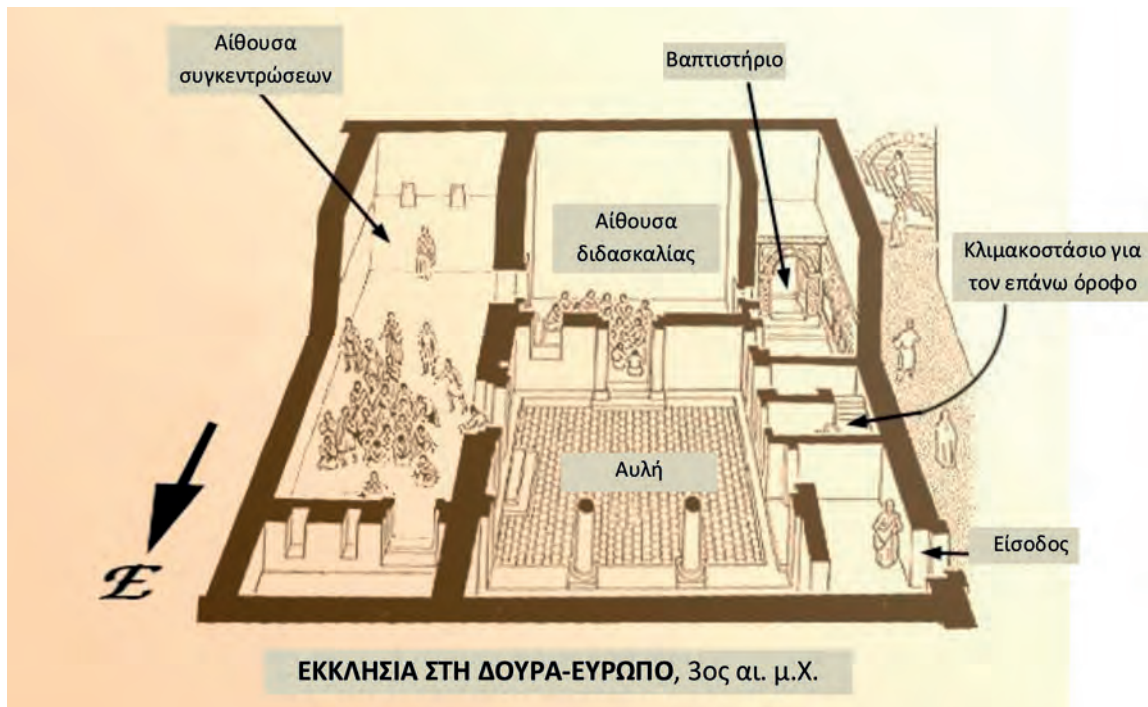 Αίθουσα
συγκεντρώσεων
Βαπτιστήριο
Αίθουσα
διδασκαλίας
Κλιμακοστάσιο για
τον επάνω όροφο
Αυλή
Είσοδος
E
ΕΚΚΛΗΣΙΑ ΣΤΗ ΔΟΥΡΑ-ΕΥΡΩΠΟ, 3ος αι. μ.Χ.